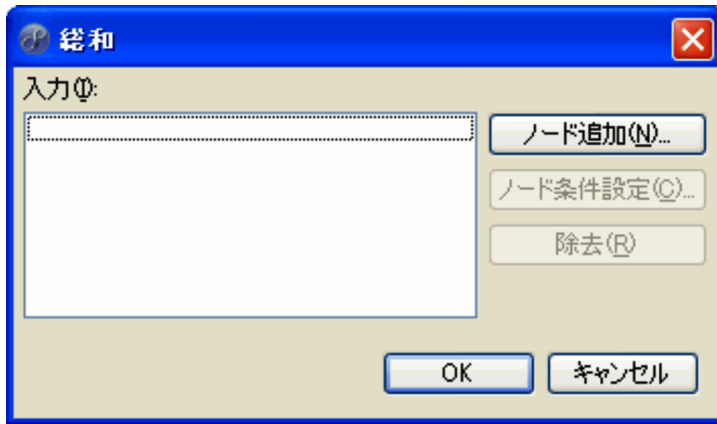 総和
入力(I):
ノード追加(N)...
ノード条件設定(C)...
除去(R)
OK
キャンセル